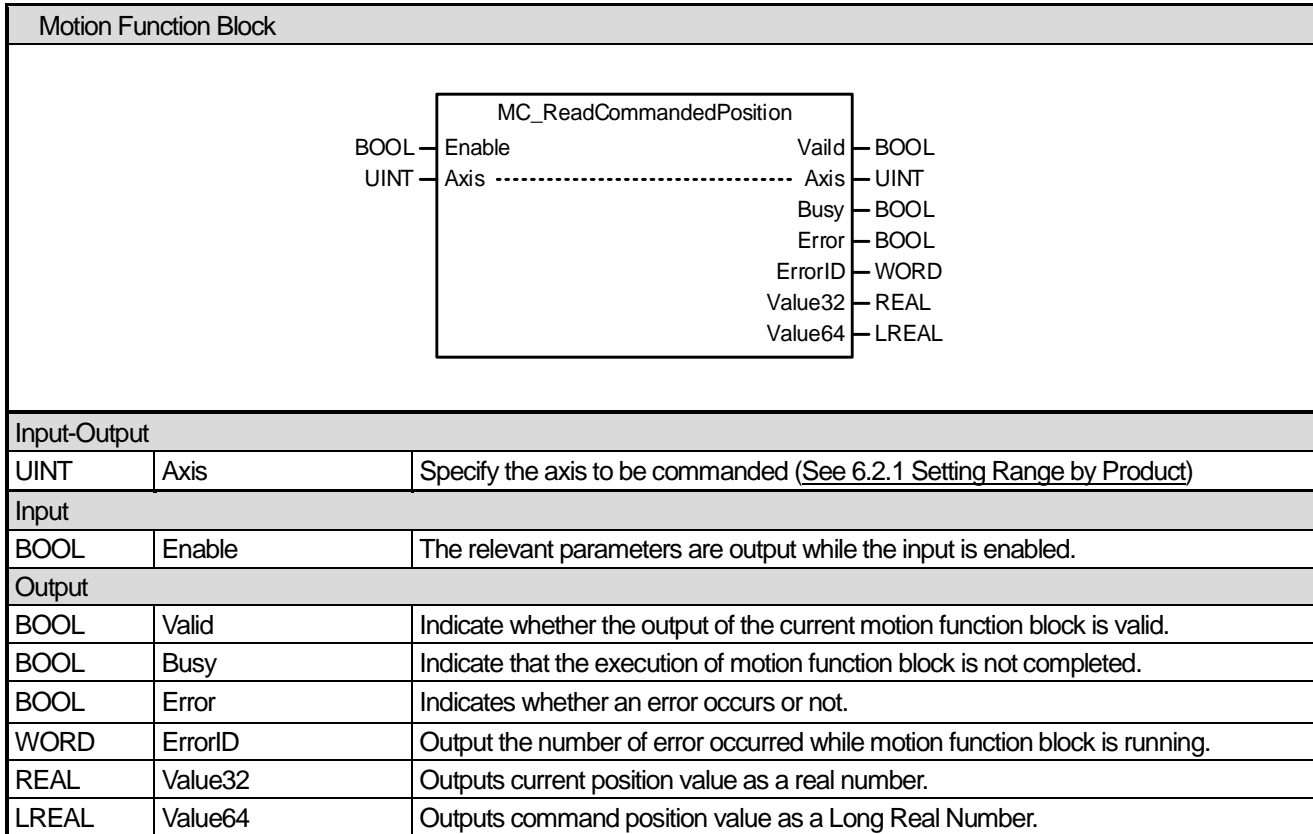 Motion Function Block
MC_ReadCommandedPosition
BOOL Enable Vaild BOOL
UINT Axis Axis UINT
Busy BOOL
Error BOOL
ErrorID WORD
Value32 REAL
Value64 LREAL
Input-Output
UINT Axis Specify the axis to be commanded (See 6.2.1 Setting Range by Product)
Input
BOOL Enable The relevant parameters are output while the input is enabled.
Output
BOOL Valid Indicate whether the output of the current motion function block is valid.
BOOL Busy Indicate that the execution of motion function block is not completed.
BOOL Error Indicates whether an error occurs or not.
WORD ErrorID Output the number of error occurred while motion function block is running.
REAL Value32 Outputs current position value as a real number.
LREAL Value64 Outputs command position value as a Long Real Number.